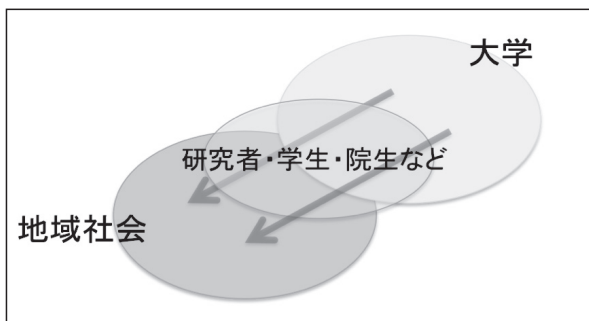 大学
研究者・学生・院生など
地域社会